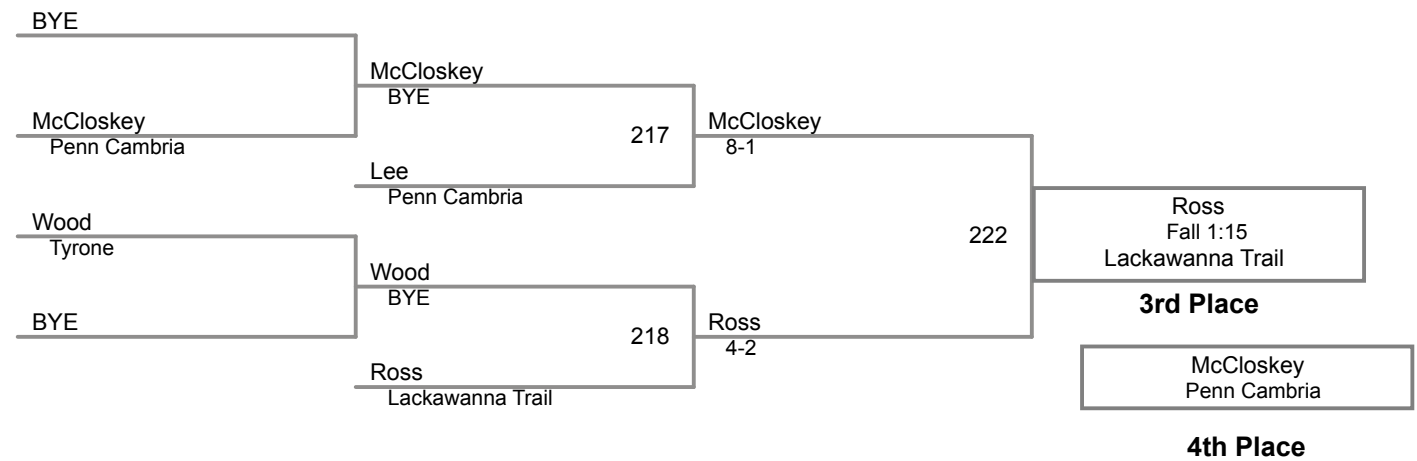 BYE
McCloskey
BYE
McCloskey
Penn Cambria
217
McCloskey
8-1
Lee
Penn Cambria
Wood
Tyrone
222
Ross
Fall 1:15
Lackawanna Trail
Wood
BYE
3rd Place
BYE
218
Ross
4-2
Ross
Lackawanna Trail
McCloskey
Penn Cambria
4th Place